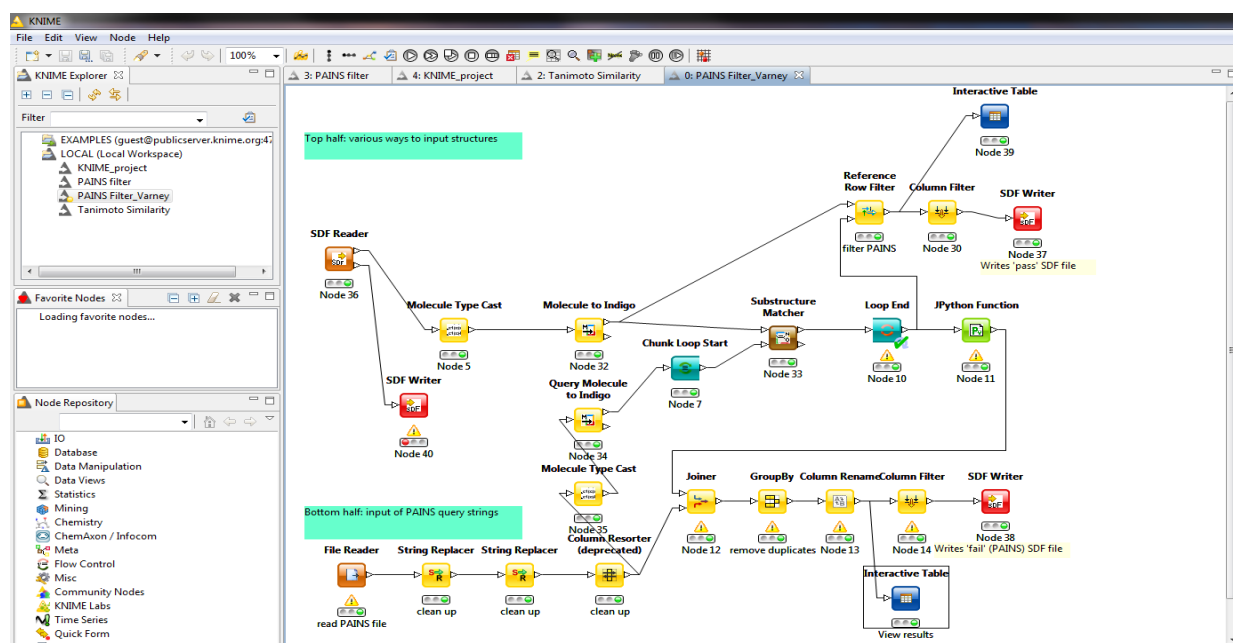 KNIME
File Edit View Node Help
100%
KNIME Explorer
3: PAINS filter
4: KNIME_project
2: Tanimoto Similarity
0: PAINS Filter_Varney
Filter
EXAMPLES (guest@publicserver.knime.org:47
LOCAL (Local Workspace)
KNIME_project
PAINS filter
PAINS Filter_Varney
Tanimoto Similarity
Favorite Nodes
Loading favorite nodes...
Node Repository
IO
Database
Data Manipulation
Data Views
Statistics
Mining
Chemistry
ChemAxon / Infocom
Meta
Flow Control
Misc
Community Nodes
KNIME Labs
Time Series
Quick Form
Top half: various ways to input structures
Interactive Table
Node 39
Reference
Row Filter
filter PAINS
Column Filter
Node 30
SDF Writer
Node 37
Writes 'pass' SDF file
SDF Reader
Node 36
Molecule Type Cast
Node 5
Molecule to Indigo
Node 32
Substructure
Matcher
Node 33
Loop End
Node 10
JPython Function
Node 11
Chunk Loop Start
Node 7
SDF Writer
Node 40
Query Molecule
to Indigo
Node 34
Molecule Type Cast
Node 35
Joiner
Node 12
GroupBy
remove duplicates
Column Rename
Node 13
Column Filter
Node 14
SDF Writer
Node 38
Writes 'fail' (PAINS) SDF file
Bottom half: input of PAINS query strings
File Reader
read PAINS file
String Replacer
clean up
String Replacer
clean up
Column Resorter
(deprecated)
clean up
Interactive Table
View results